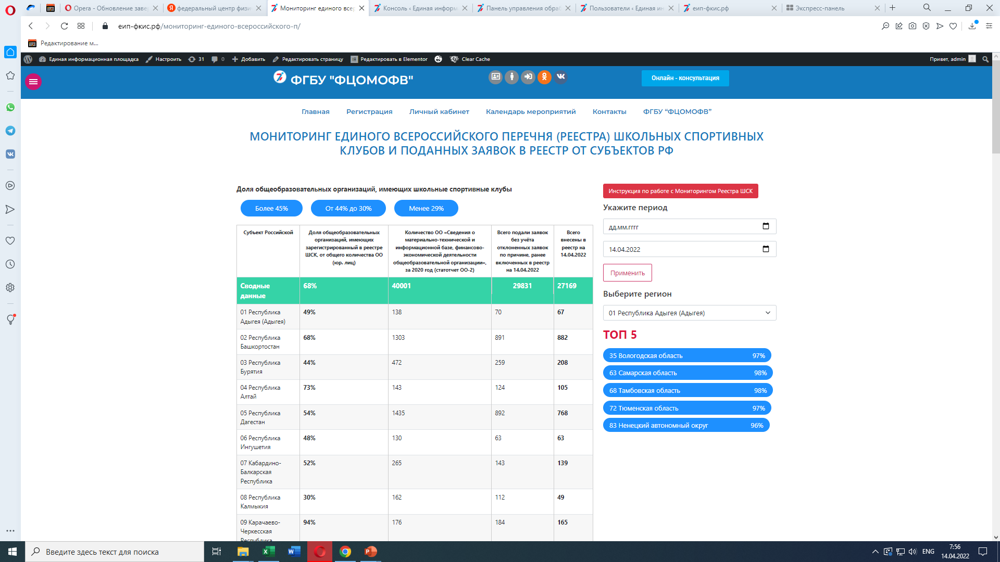 Opera - Обновление заве
федеральный центр физи
Мониторинг единого все
Консоль ‹ Единая информ
Панель управления обра
Пользователи ‹ Единая ин
еип-фкис.рф
Экспресс-панель
еип-фкис.рф/мониторинг-единого-всероссийского-п/
Редактирование м...
Единая информационная площадка
Настроить
31
0
Добавить
Редактировать страницу
Редактировать в Elementor
Clear Cache
Привет, admin
ФГБУ "ФЦОМОФВ"
Онлайн - консультация
Главная
Регистрация
Личный кабинет
Календарь мероприятий
Контакты
ФГБУ “ФЦОМОФВ”
МОНИТОРИНГ ЕДИНОГО ВСЕРОССИЙСКОГО ПЕРЕЧНЯ (РЕЕСТРА) ШКОЛЬНЫХ СПОРТИВНЫХ
КЛУБОВ И ПОДАННЫХ ЗАЯВОК В РЕЕСТР ОТ СУБЪЕКТОВ РФ
Доля общеобразовательных организаций, имеющих школьные спортивные клубы
Более 45%
От 44% до 30%
Менее 29%
Субъект Российской
Доля общеобразовательных
организаций, имеющих
зарегистрированный в реестре
ШСК, от общего количества ОО
(юр. лиц)
Количество ОО «Сведения о
материально-технической и
информационной базе, финансово-
экономической деятельности
общеобразовательной организации»,
за 2020 год (статотчет ОО-2)
Всего подали заявок
без учёта
отклоненных заявок
по причине, ранее
включенных в реестр
на 14.04.2022
Всего
внесены в
реестр на
14.04.2022
Сводные
данные
68%
40001
29831
27169
01 Республика
Адыгея (Адыгея)
49%
138
70
67
02 Республика
Башкортостан
68%
1303
891
882
03 Республика
Бурятия
44%
472
259
208
04 Республика
Алтай
73%
143
124
105
05 Республика
Дагестан
54%
1435
892
768
06 Республика
Ингушетия
48%
130
63
63
07 Кабардино-
Балкарская
Республика
52%
265
143
139
08 Республика
Калмыкия
30%
162
112
49
09 Карачаево-
Черкесская
Республика
94%
176
184
165
Инструкция по работе с Мониторингом Реестра ШСК
Укажите период
дд.мм.гггг
14.04.2022
Применить
Выберите регион
01 Республика Адыгея (Адыгея)
ТОП 5
35 Вологодская область 97%
63 Самарская область 98%
68 Тамбовская область 98%
72 Тюменская область 97%
83 Ненецкий автономный округ 96%
Введите здесь текст для поиска
ENG
7:56
14.04.2022